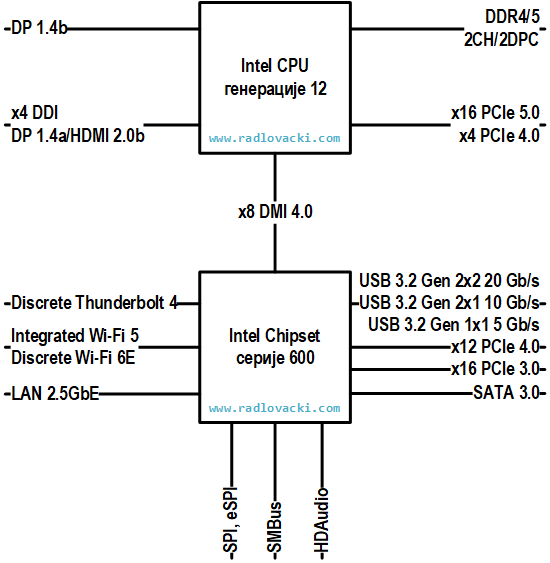 DP 1.4b
DDR4/5
2CH/2DPC
Intel CPU
генерације 12
x4 DDI
DP 1.4a/HDMI 2.0b
www.radlovacki.com
x16 PCIe 5.0
x4 PCIe 4.0
x8 DMI 4.0
USB 3.2 Gen 2x2 20 Gb/s
USB 3.2 Gen 2x1 10 Gb/s
USB 3.2 Gen 1x1 5 Gb/s
Discrete Thunderbolt 4
Integrated Wi-Fi 5
Discrete Wi-Fi 6E
Intel Chipset
серије 600
x12 PCIe 4.0
x16 PCIe 3.0
LAN 2.5GbE
SATA 3.0
www.radlovacki.com
SPI, eSPI
SMBus
HDAudio